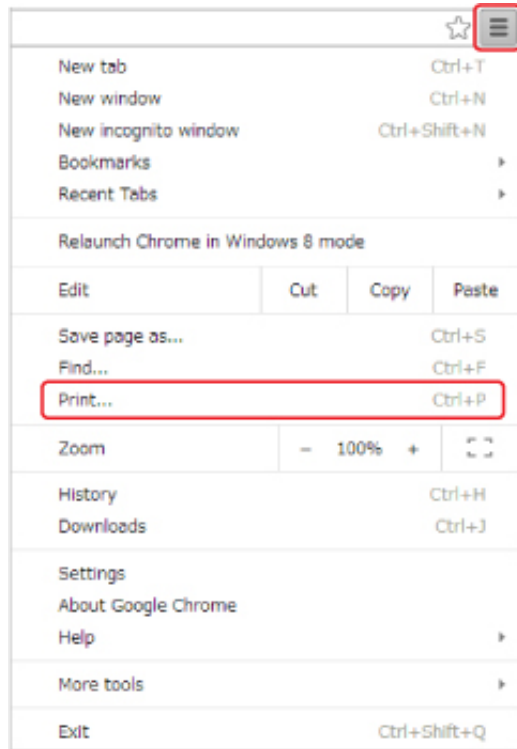 New tab Ctrl+T
New window Ctrl+N
New incognito window Ctrl+Shift+N
Bookmarks
Recent Tabs
Relaunch Chrome in Windows 8 mode
Edit Cut Copy Paste
Save page as... Ctrl+S
Find... Ctrl+F
Print... Ctrl+P
Zoom - 100% +
History Ctrl+H
Downloads Ctrl+J
Settings
About Google Chrome
Help
More tools
Exit Ctrl+Shift+Q